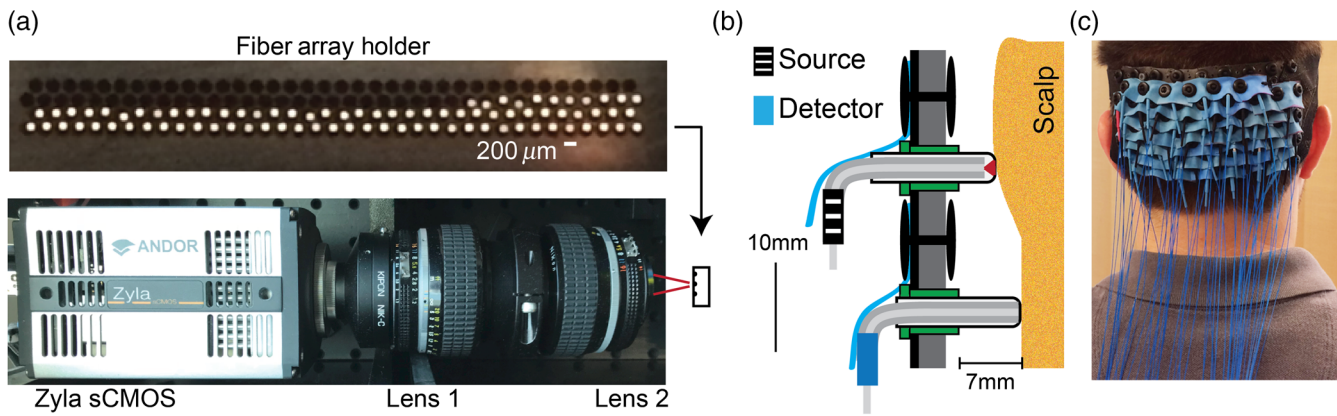 (a)
Fiber array holder
200 μm
ANDOR
Zyla
sCMOS
KIPON NIK-C
Zyla sCMOS
Lens 1
Lens 2
(b)
Source
Detector
Scalp
10mm
7mm
(c)